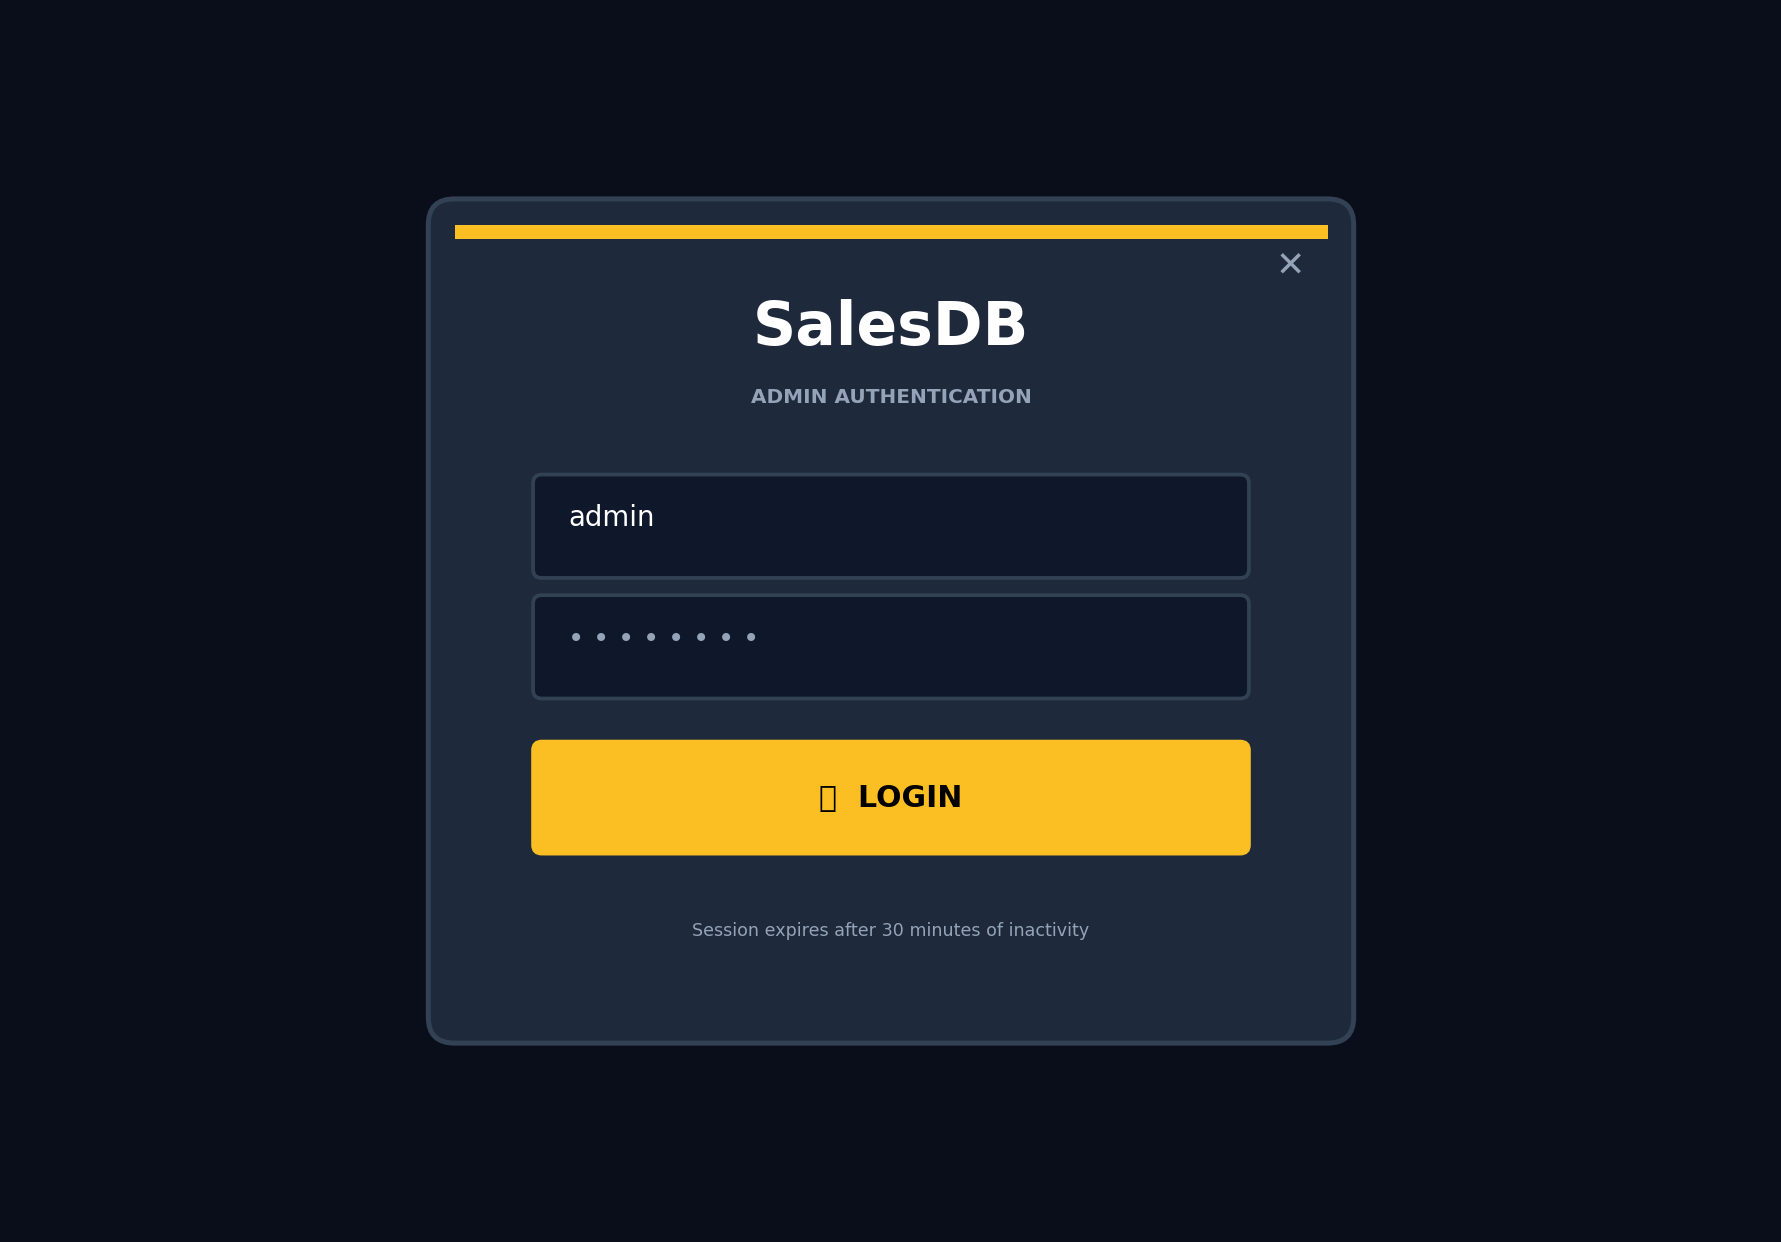 ✕
SalesDB
ADMIN AUTHENTICATION
admin
••••••••
LOGIN
Session expires after 30 minutes of inactivity